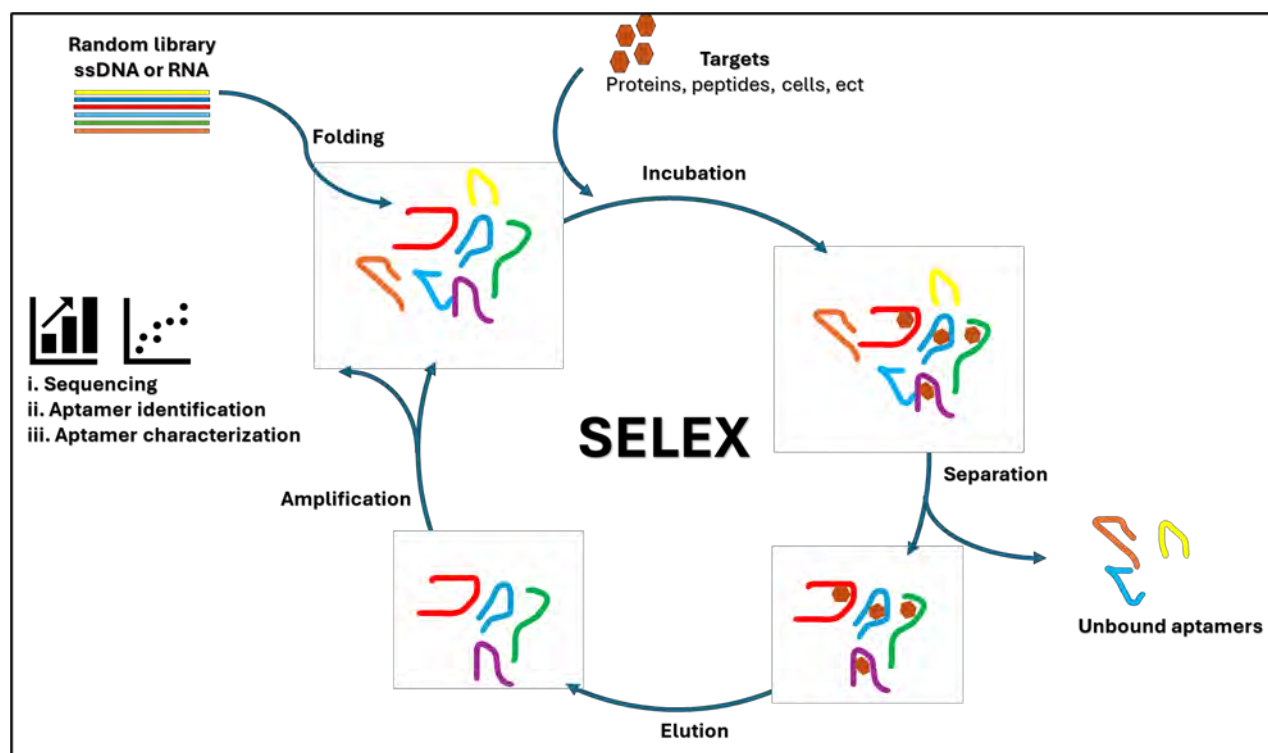 Random library
ssDNA or RNA
Targets
Proteins, peptides, cells, ect
Folding
Incubation
i. Sequencing
ii. Aptamer identification
iii. Aptamer characterization
SELEX
Separation
Amplification
Unbound aptamers
Elution